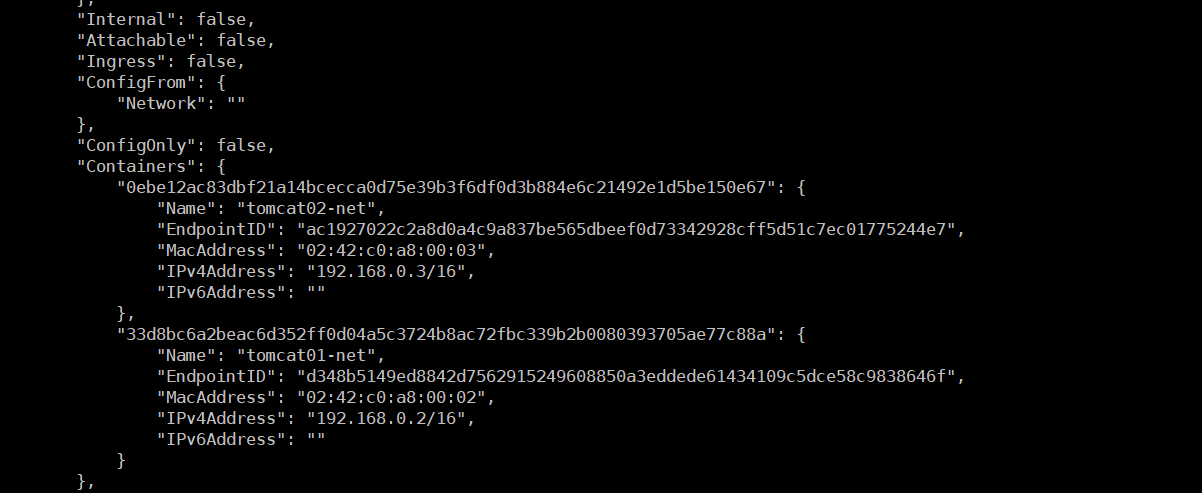 },
"Internal": false,
"Attachable": false,
"Ingress": false,
"ConfigFrom": {
"Network": ""
},
"ConfigOnly": false,
"Containers": {
"0ebe12ac83dbf21a14bcecca0d75e39b3f6df0d3b884e6c21492e1d5be150e67": {
"Name": "tomcat02-net",
"EndpointID": "ac1927022c2a8d0a4c9a837be565dbeef0d73342928cff5d51c7ec01775244e7",
"MacAddress": "02:42:c0:a8:00:03",
"IPv4Address": "192.168.0.3/16",
"IPv6Address": ""
},
"33d8bc6a2beac6d352ff0d04a5c3724b8ac72fbc339b2b0080393705ae77c88a": {
"Name": "tomcat01-net",
"EndpointID": "d348b5149ed8842d7562915249608850a3eddede61434109c5dce58c9838646f",
"MacAddress": "02:42:c0:a8:00:02",
"IPv4Address": "192.168.0.2/16",
"IPv6Address": ""
}
},